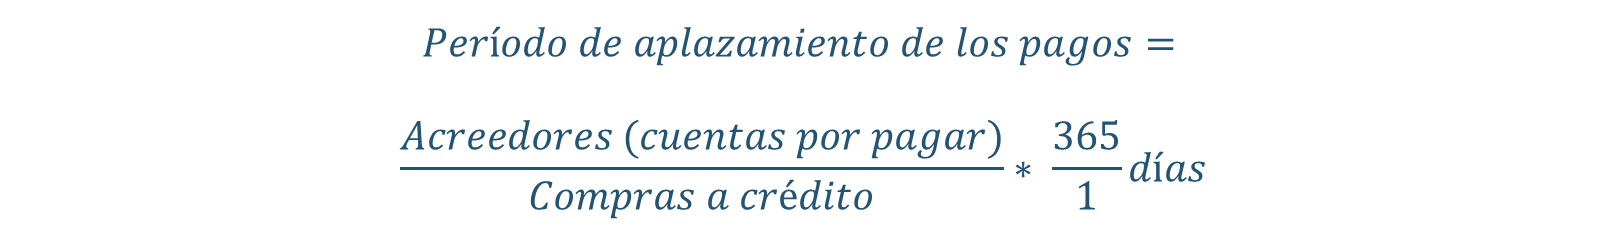 Período de aplazamiento de los pagos =
Acreedores (cuentas por pagar)
Compras a crédito
* 365
1
días